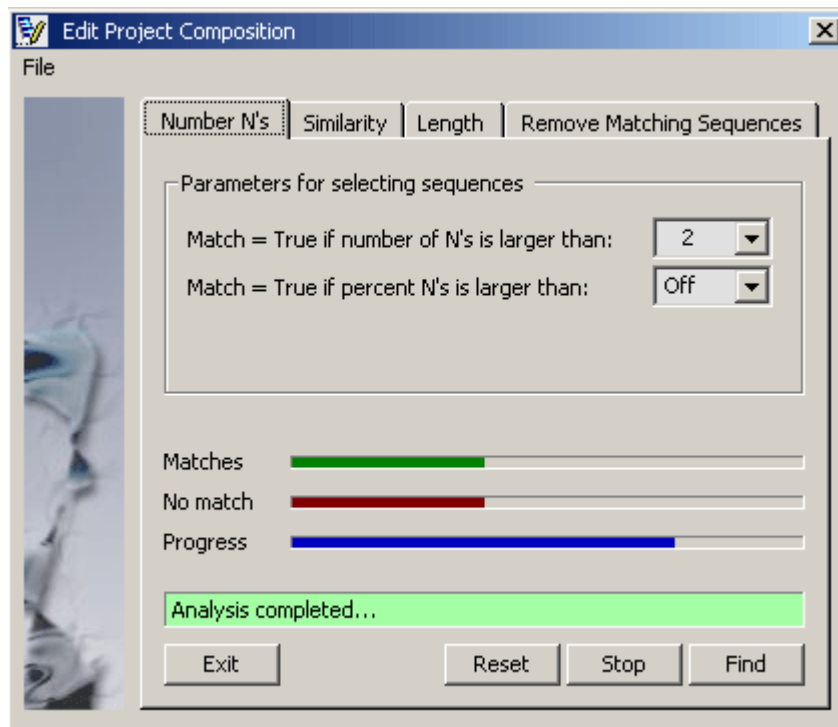 Edit Project Composition
File
Number N's Similarity Length Remove Matching Sequences
Parameters for selecting sequences
Match = True if number of N's is larger than: 2
Match = True if percent N's is larger than: Off
Matches
No match
Progress
Analysis completed...
Exit Reset Stop Find